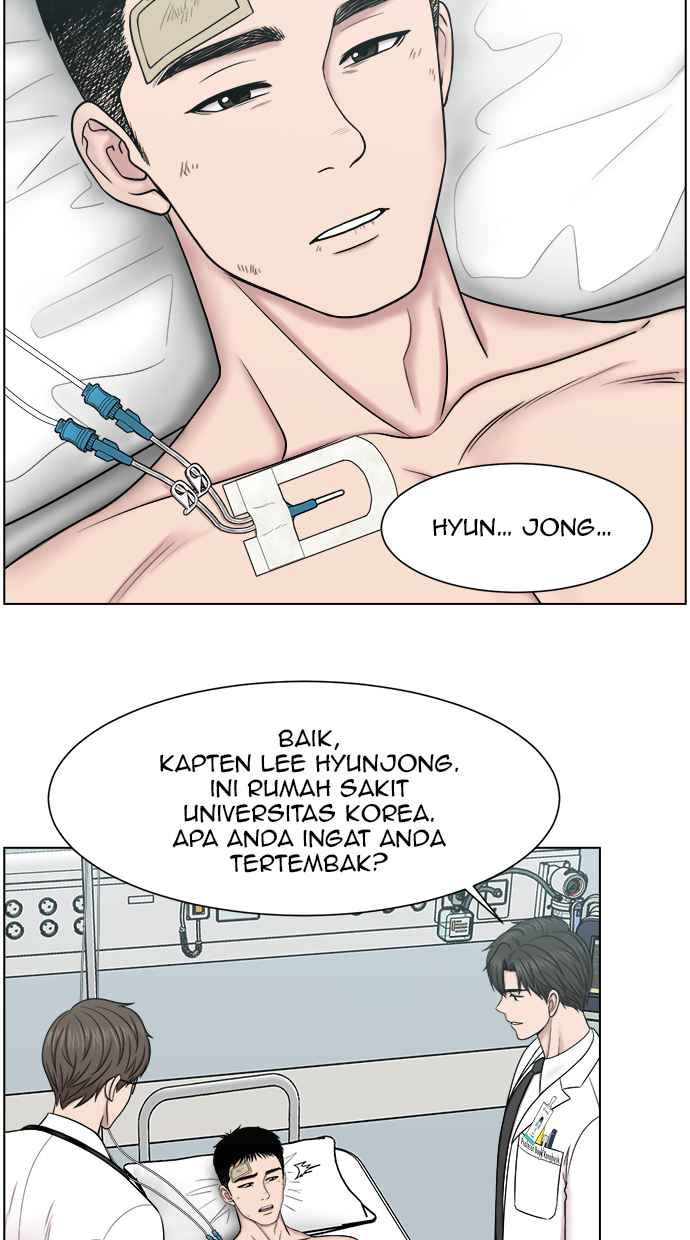 HYUN... JONG...
BAIK,
KAPTEN LEE HYUNJONG.
INI RUMAH SAKIT
UNIVERSITAS KOREA.
APA ANDA INGAT ANDA
TERTEMBAK?